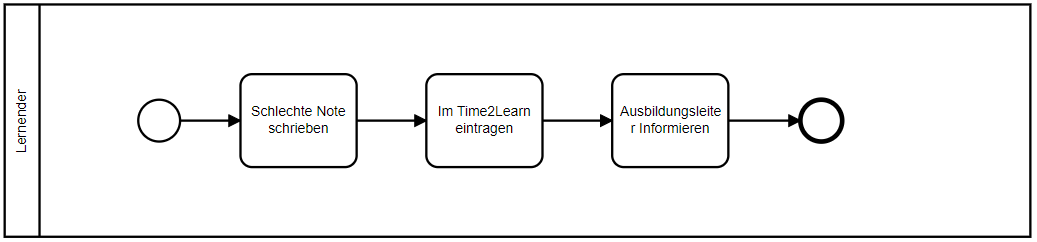 Lernender
Schlechte Note
schrieben
Im Time2Learn
eintragen
Ausbildungsleite
r Informieren